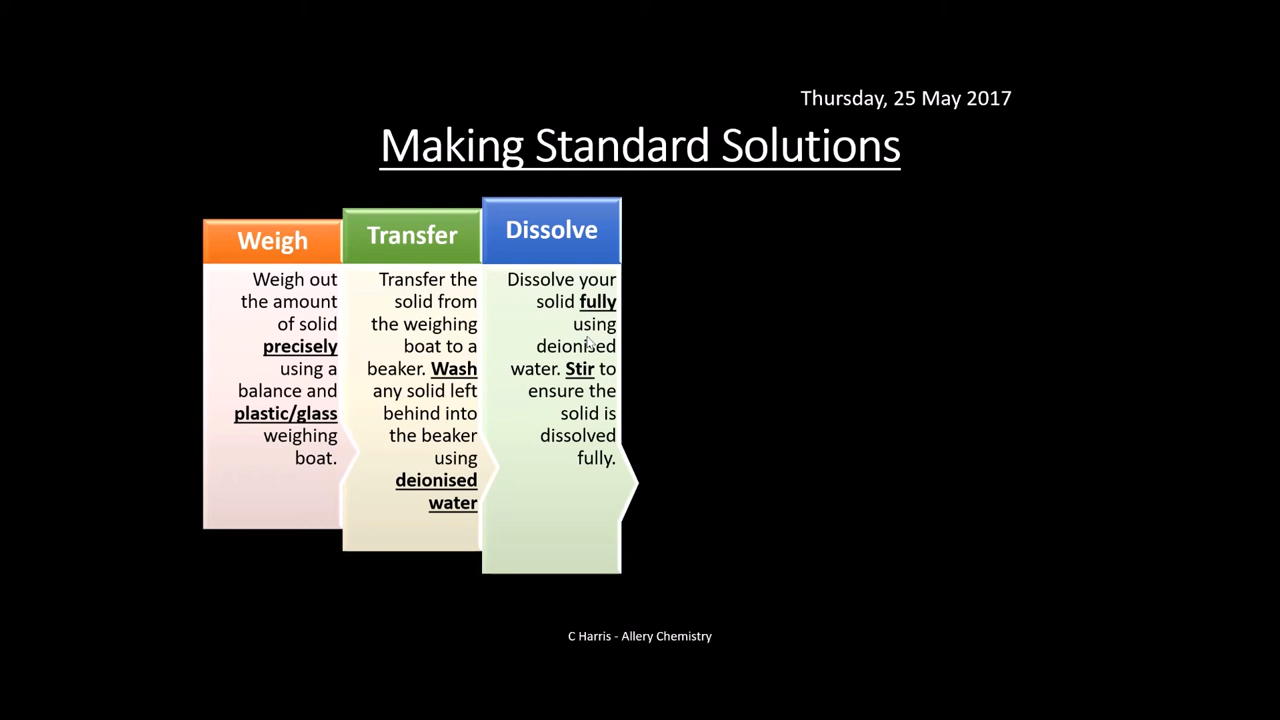 Thursday, 25 May 2017
Making Standard Solutions
Weigh
Weigh out
the amount
of solid
precisely
using a
balance and
plastic/glass
weighing
boat.
Transfer
Transfer the
solid from
the weighing
boat to a
beaker. Wash
any solid left
behind into
the beaker
using
deionised
water
Dissolve
Dissolve your
solid fully
using
deionised
water. Stir to
ensure the
solid is
dissolved
fully.
C Harris - Allery Chemistry